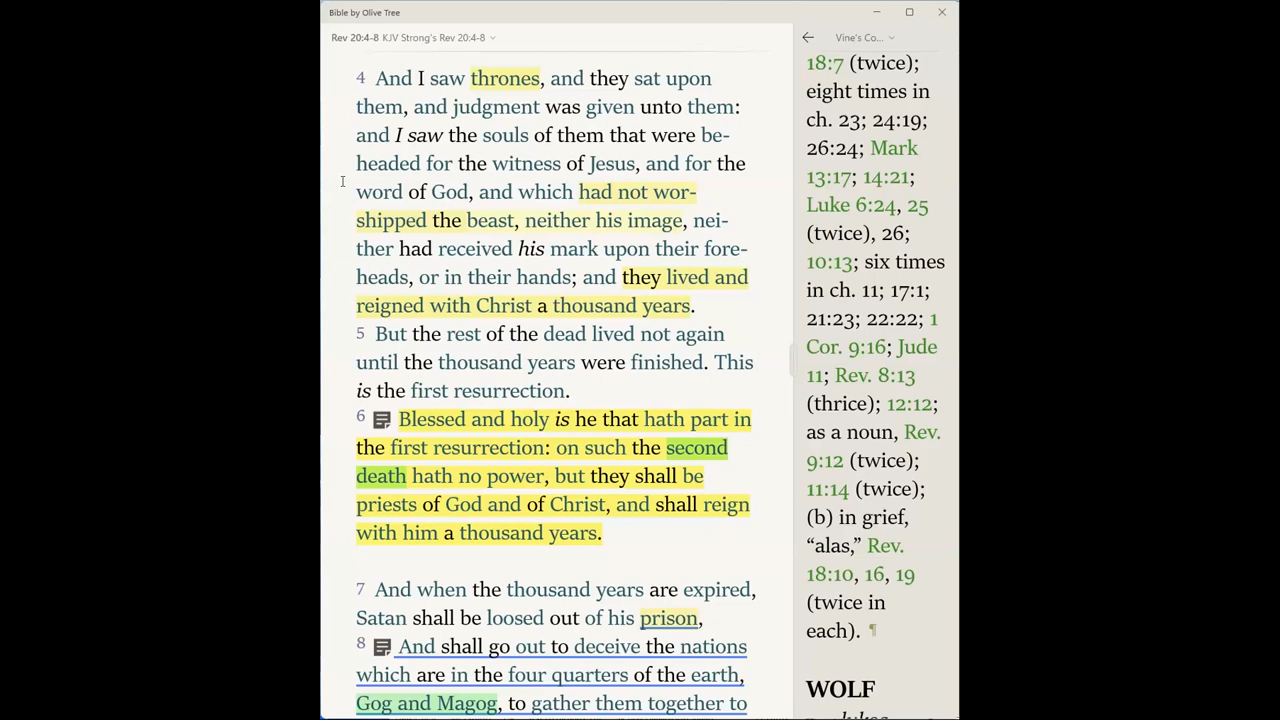 Bible by Olive Tree
Rev 20:4-8 KJV Strong's Rev 20:4-8
Vine's Co...
4 And I saw thrones, and they sat upon
them, and judgment was given unto them:
and I saw the souls of them that were be-
headed for the witness of Jesus, and for the
word of God, and which had not wor-
shipped the beast, neither his image, nei-
ther had received his mark upon their fore-
heads, or in their hands; and they lived and
reigned with Christ a thousand years.
5 But the rest of the dead lived not again
until the thousand years were finished. This
is the first resurrection.
6 Blessed and holy is he that hath part in
the first resurrection: on such the second
death hath no power, but they shall be
priests of God and of Christ, and shall reign
with him a thousand years.
7 And when the thousand years are expired,
Satan shall be loosed out of his prison,
8 And shall go out to deceive the nations
which are in the four quarters of the earth,
Gog and Magog, to gather them together to
18:7 (twice);
eight times in
ch. 23; 24:19;
26:24; Mark
13:17; 14:21;
Luke 6:24, 25
(twice), 26;
10:13; six times
in ch. 11; 17:1;
21:23; 22:22; 1
Cor. 9:16; Jude
11; Rev. 8:13
(thrice); 12:12;
as a noun, Rev.
9:12 (twice);
11:14 (twice);
(b) in grief,
“alas,” Rev.
18:10, 16, 19
(twice in
each). ¶
WOLF